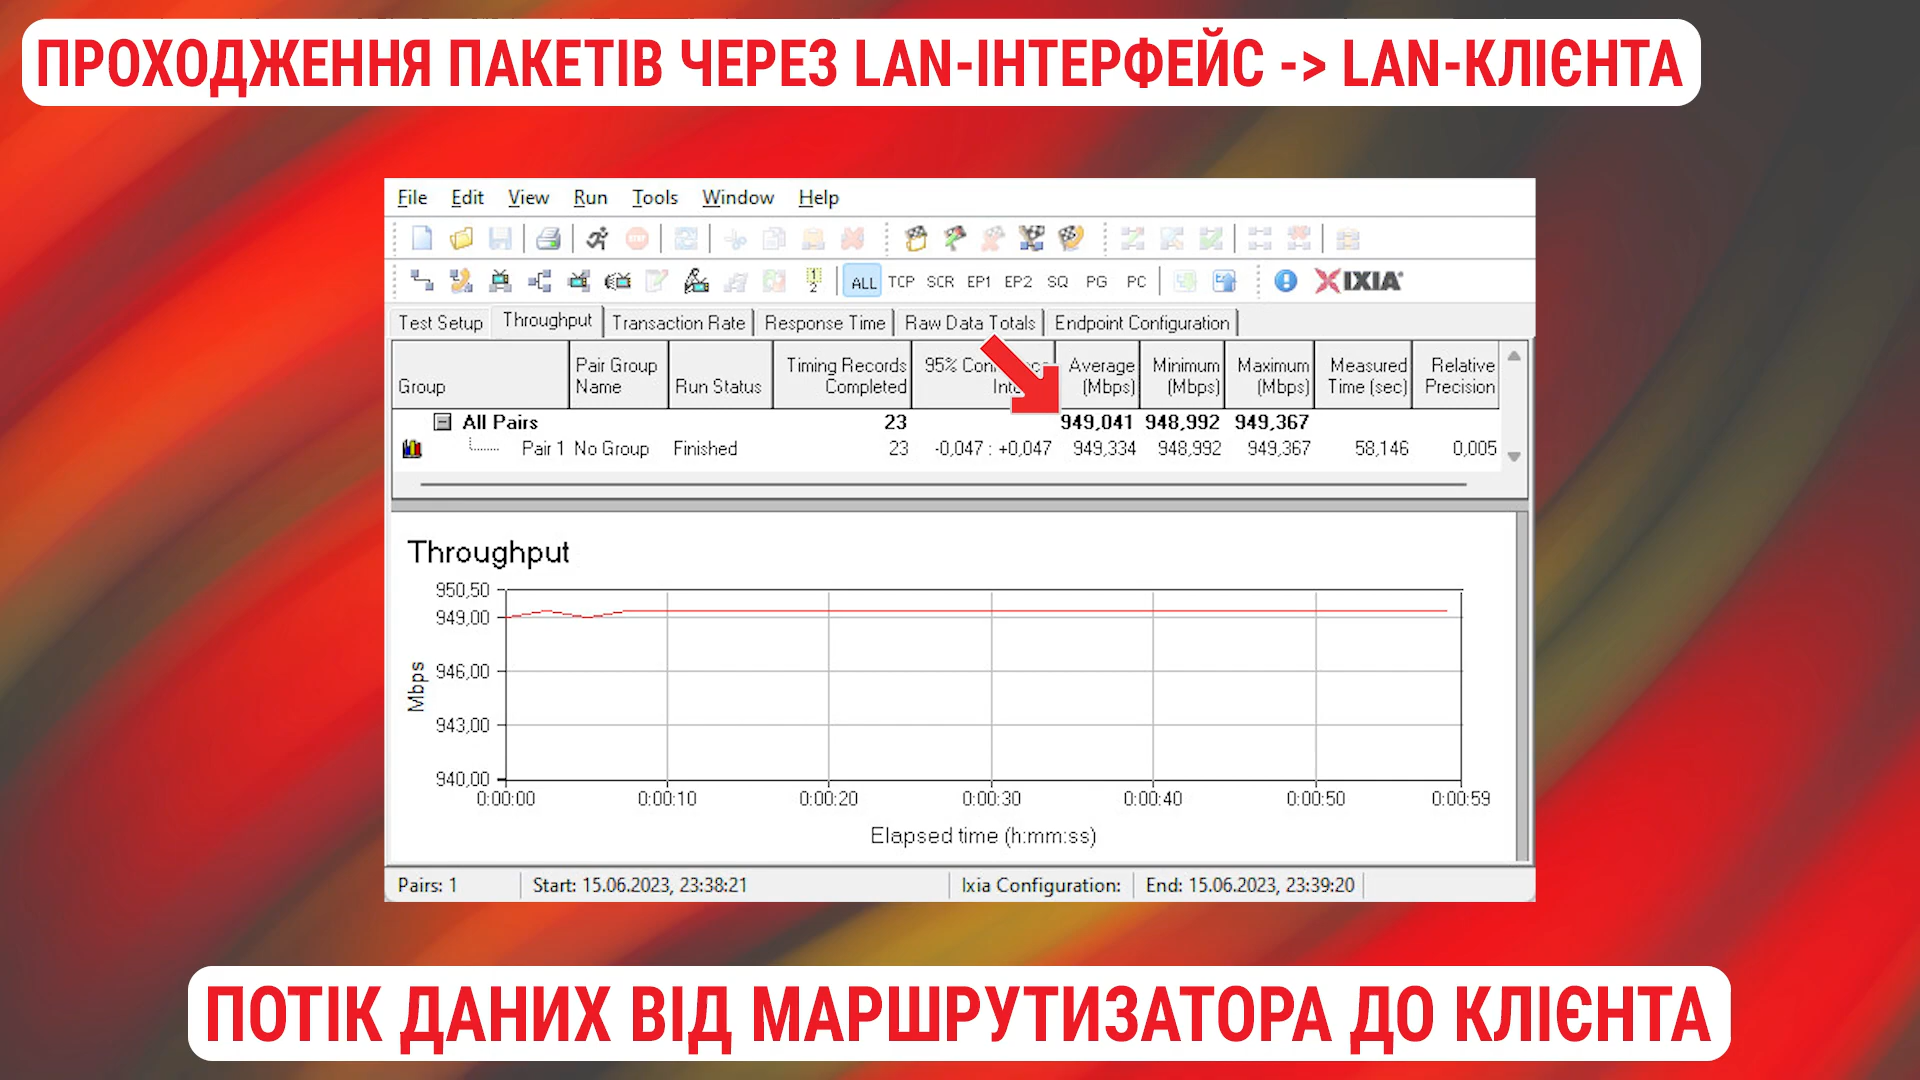 ПРОХОДЖЕННЯ ПАКЕТІВ ЧЕРЕЗ LAN-ІНТЕРФЕЙС -> LAN-КЛІЄНТА
File Edit View Run Tools Window Help
ALL TCP SCR EP1 EP2 SQ PG PC IXIA
Test Setup Throughput Transaction Rate Response Time Raw Data Totals Endpoint Configuration
Pair Group Timing Records 95% Average Minimum Maximum Measured Relative
Group Name Run Status Completed (Mbps) (Mbps) (Mbps) Time (sec) Precision
All Pairs 23 949,041 948,992 949,367
Pair 1 No Group Finished 23 -0,047 : +0,047 949,334 948,992 949,367 58,146 0,005
Throughput
950,50
949,00
946,00
943,00
940,00
Mbps
0:00:00 0:00:10 0:00:20 0:00:30 0:00:40 0:00:50 0:00:59
Elapsed time (h:mm:ss)
Pairs: 1 Start: 15.06.2023, 23:38:21 Ixia Configuration: End: 15.06.2023, 23:39:20
ПОТІК ДАНИХ ВІД МАРШРУТИЗАТОРА ДО КЛІЄНТА